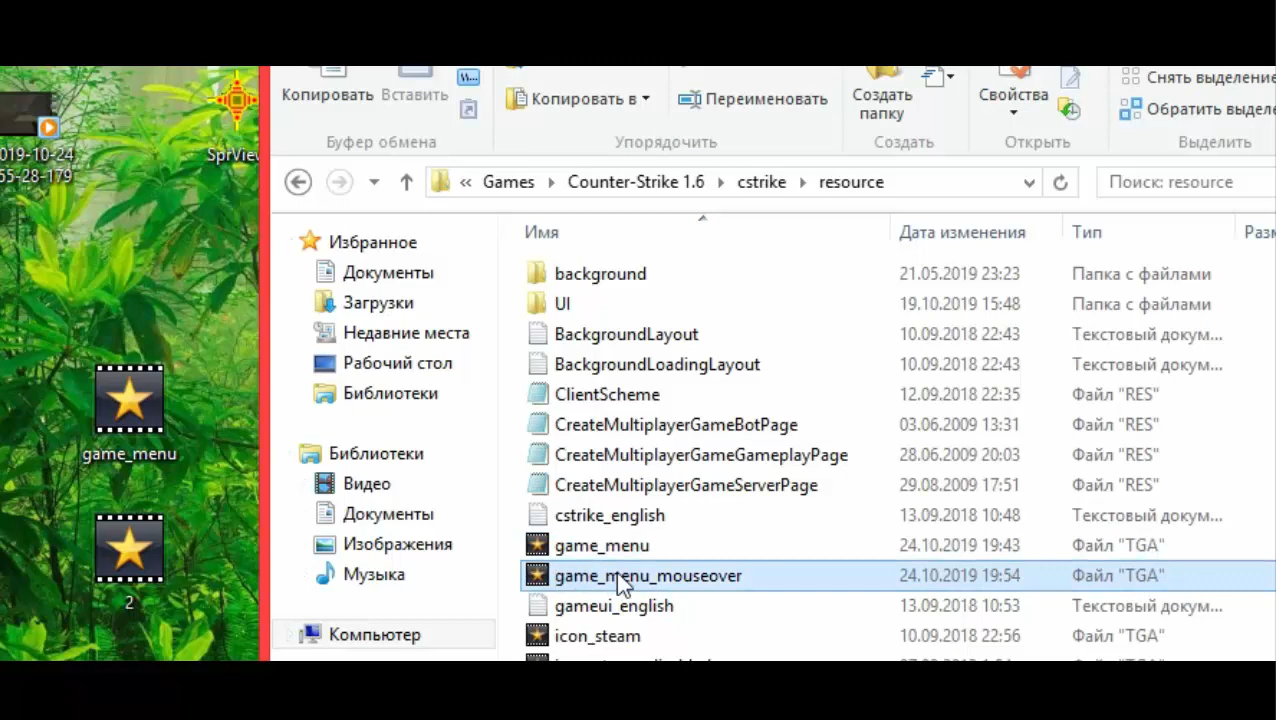 019-10-24
55-28-179
SprView
game_menu
2
Копировать Вставить
Буфер обмена
Копировать в
Переименовать
Упорядочить
Создать
папку
Создать
Свойства
Открыть
Снять выделение
Обратить выделе
Выделить
« Games Counter-Strike 1.6 cstrike resource
Поиск: resource
Избранное
Документы
Загрузки
Недавние места
Рабочий стол
Библиотеки
Библиотеки
Видео
Документы
Изображения
Музыка
Компьютер
Имя Дата изменения Тип Разм
background 21.05.2019 23:23 Папка с файлами
UI 19.10.2019 15:48 Папка с файлами
BackgroundLayout 10.09.2018 22:43 Текстовый докум...
BackgroundLoadingLayout 10.09.2018 22:43 Текстовый докум...
ClientScheme 12.09.2018 22:35 Файл "RES"
CreateMultiplayerGameBotPage 03.06.2009 13:31 Файл "RES"
CreateMultiplayerGameGameplayPage 28.06.2009 20:03 Файл "RES"
CreateMultiplayerGameServerPage 29.08.2009 17:51 Файл "RES"
cstrike_english 13.09.2018 10:48 Текстовый докум...
game_menu 24.10.2019 19:43 Файл "TGA"
game_menu_mouseover 24.10.2019 19:54 Файл "TGA"
gameui_english 13.09.2018 10:53 Текстовый докум...
icon_steam 10.09.2018 22:56 Файл "TGA"